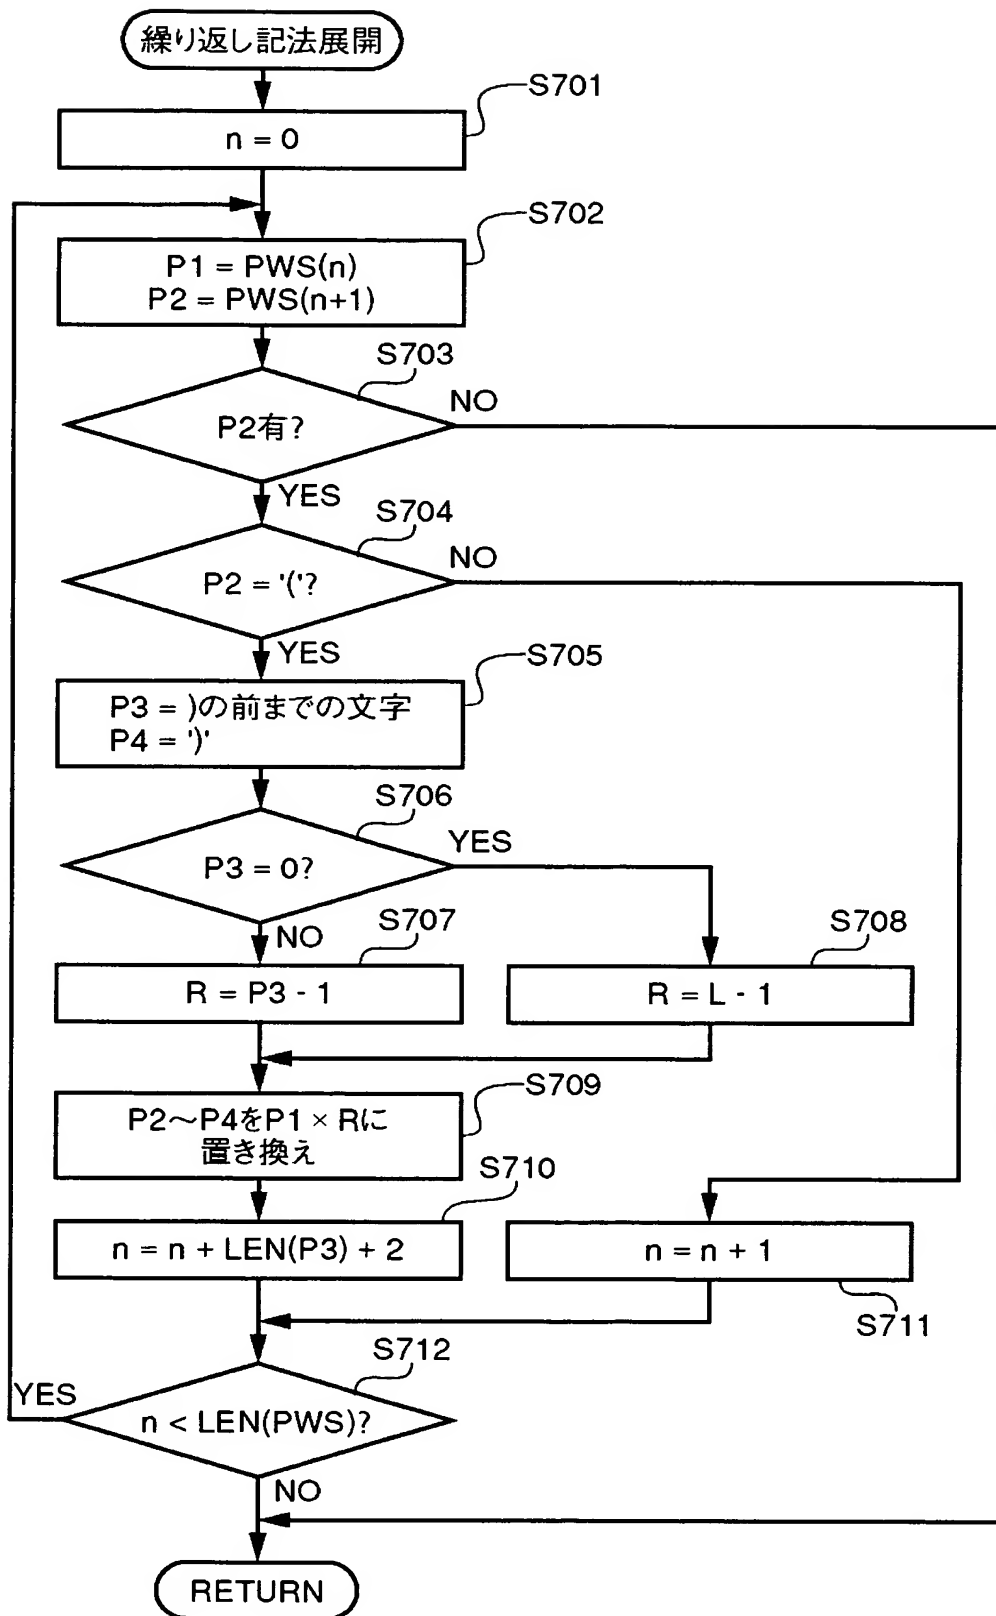 繰り返し記法展開
S701
n = 0
S702
P1 = PWS(n)
P2 = PWS(n+1)
S703
P2有?
NO
YES
S704
P2 = '('?
NO
YES
S705
P3 = )の前までの文字
P4 = ')'
S706
P3 = 0?
YES
NO
S707
R = P3 - 1
S708
R = L - 1
S709
P2～P4をP1 × Rに
置き換え
S710
n = n + LEN(P3) + 2
n = n + 1
S711
S712
YES
n < LEN(PWS)?
NO
RETURN